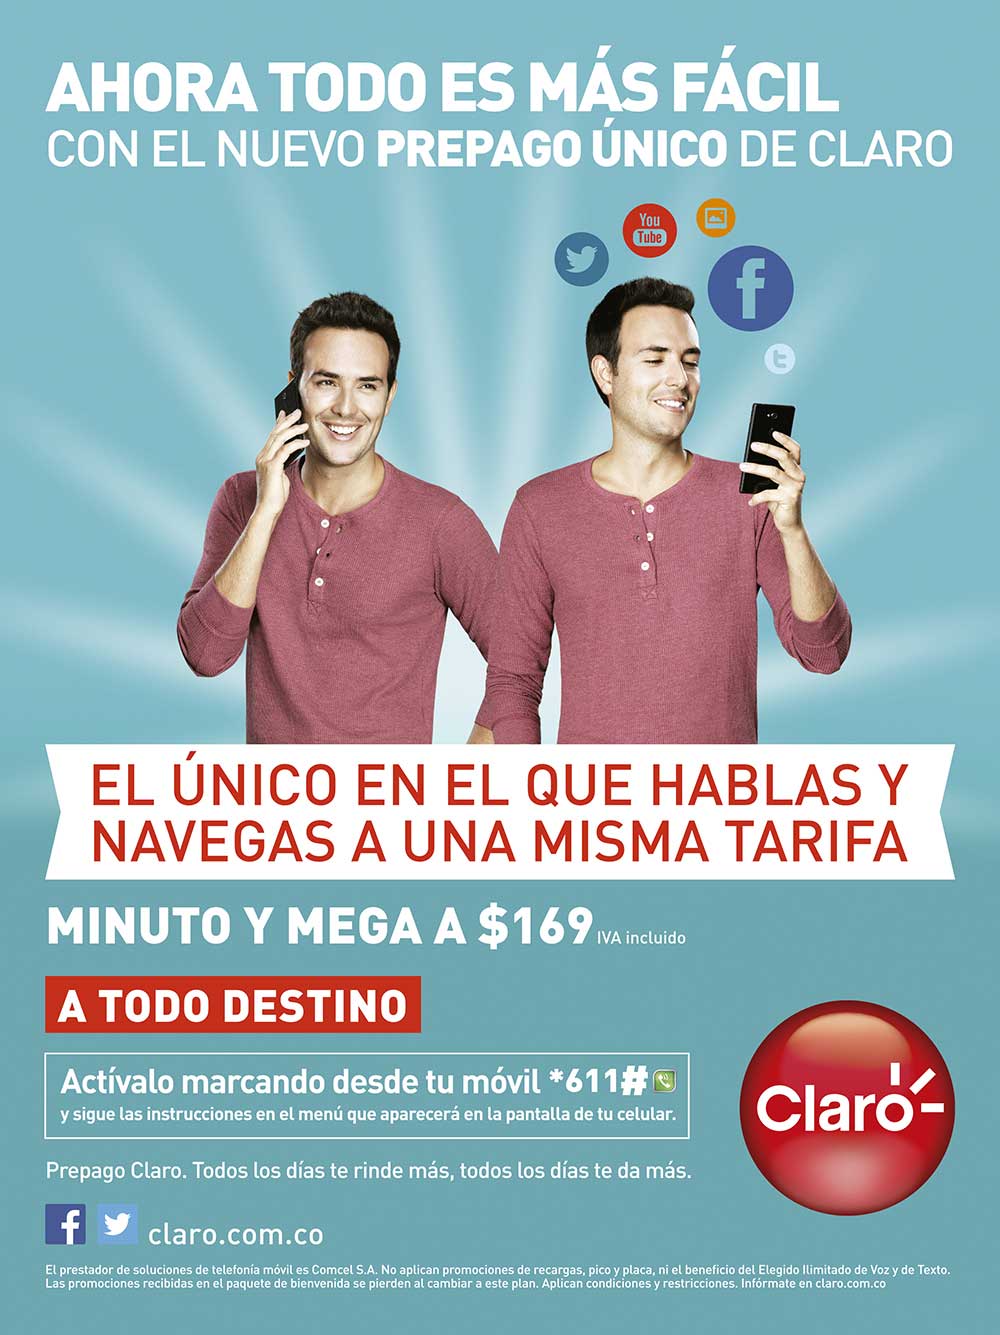 AHORA TODO ES MÁS FÁCIL
CON EL NUEVO PREPAGO ÚNICO DE CLARO
You
Tube
f
t
EL ÚNICO EN EL QUE HABLAS Y
NAVEGAS A UNA MISMA TARIFA
MINUTO Y MEGA A $169 IVA incluido
A TODO DESTINO
Actívalo marcando desde tu móvil *611#
y sigue las instrucciones en el menú que aparecerá en la pantalla de tu celular.
Claro
Prepago Claro. Todos los días te rinde más, todos los días te da más.
f claro.com.co
El prestador de soluciones de telefonía móvil es Comcel S.A. No aplican promociones de recargas, pico y placa, ni el beneficio del Elegido Ilimitado de Voz y de Texto.
Las promociones recibidas en el paquete de bienvenida se pierden al cambiar a este plan. Aplican condiciones y restricciones. Infórmate en claro.com.co